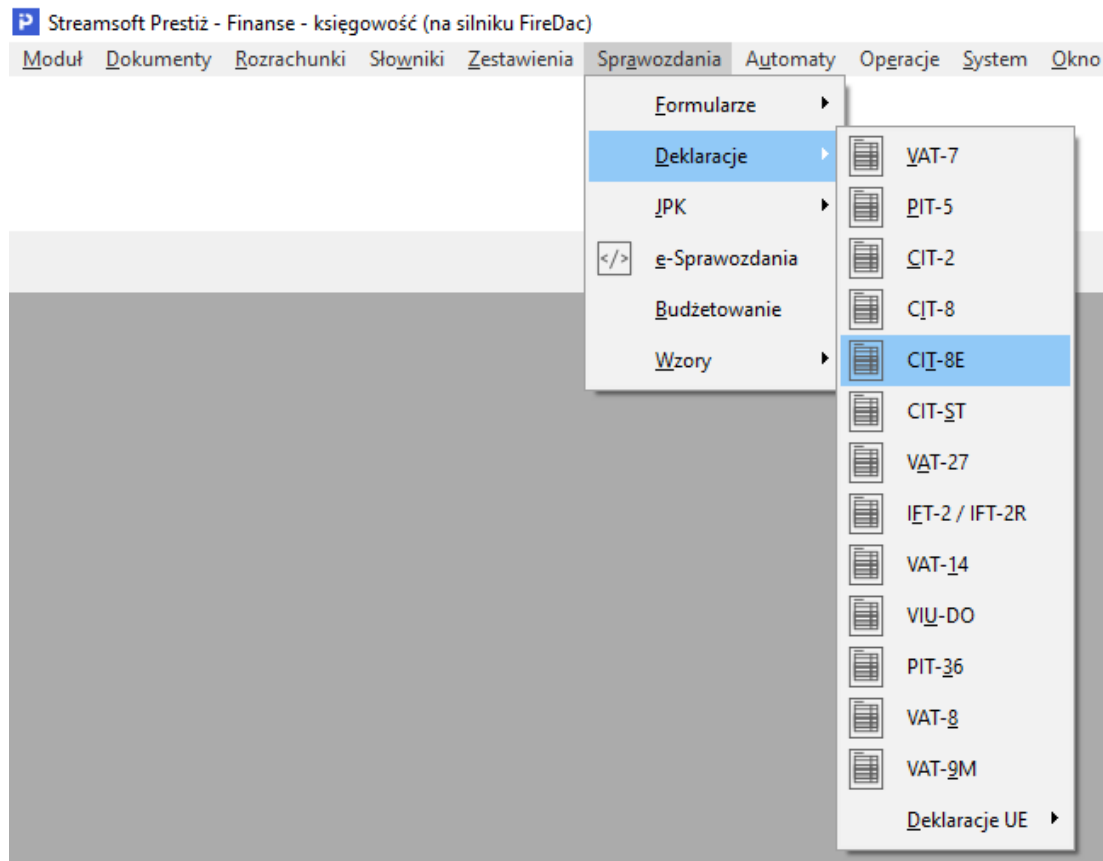 Streamsoft Prestiż - Finanse - księgowość (na silniku FireDac)
Moduł Dokumenty Rozrachunki Słowniki Zestawienia Sprawozdania Automaty Operacje System Okno
Formularze
Deklaracje
JPK
</> e-Sprawozdania
Budżetowanie
Wzory
VAT-7
PIT-5
CIT-2
CIT-8
CIT-8E
CIT-ST
VAT-27
IFT-2 / IFT-2R
VAT-14
VIU-DO
PIT-36
VAT-8
VAT-9M
Deklaracje UE